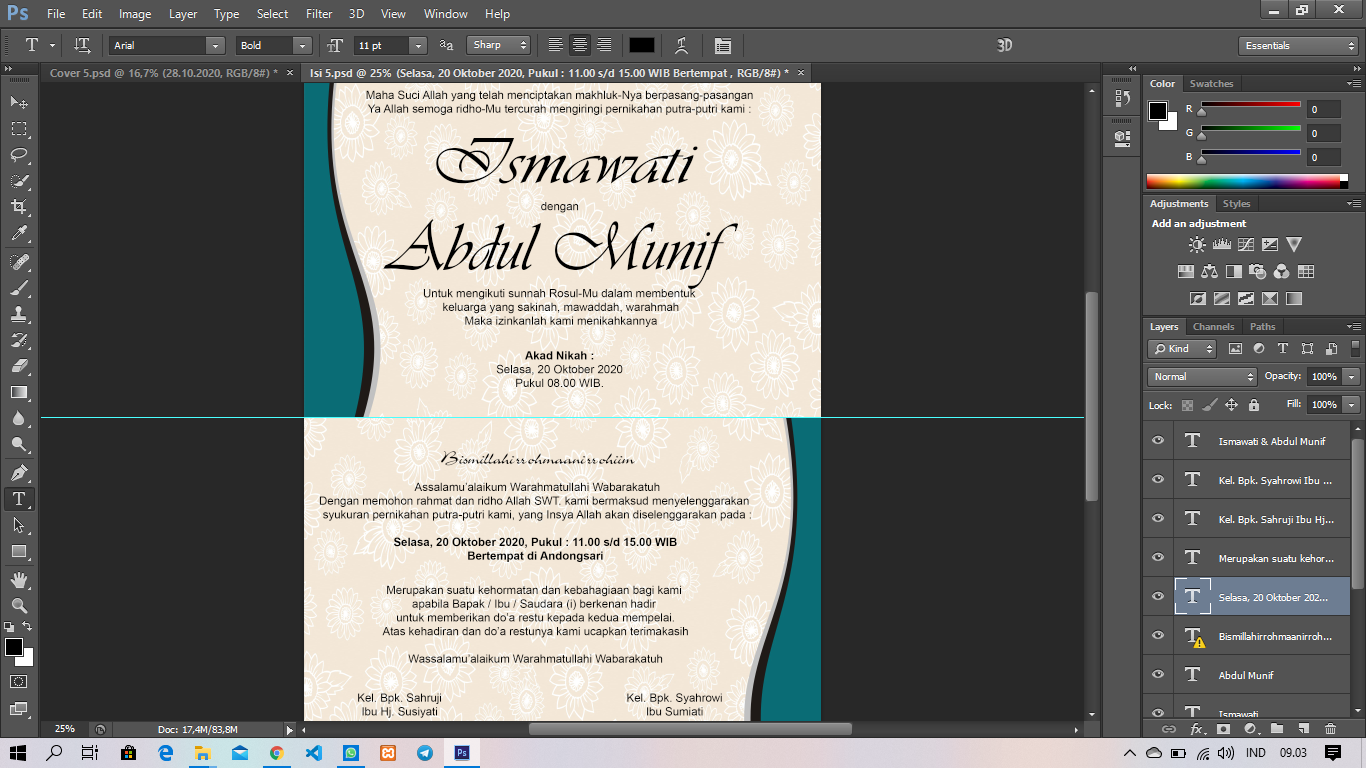 Ps File Edit Image Layer Type Select Filter 3D View Window Help
Arial Bold 11 pt Sharp 3D Essentials
Cover 5.psd @ 16,7% (28.10.2020, RGB/8#) * Isi 5.psd @ 25% (Selasa, 20 Oktober 2020, Pukul : 11.00 s/d 15.00 WIB Bertempat , RGB/8#) *
Maha Suci Allah yang telah menciptakan makhluk-Nya berpasang-pasangan
Ya Allah semoga ridho-Mu tercurah mengiringi pernikahan putra-putri kami :
Ismawati
dengan
Abdul Munif
Untuk mengikuti sunnah Rosul-Mu dalam membentuk
keluarga yang sakinah, mawaddah, warahmah
Maka izinkanlah kami menikahkannya
Akad Nikah :
Selasa, 20 Oktober 2020
Pukul 08.00 WIB.
Bismillahirrohmaanirrohiim
Assalamu'alaikum Warahmatullahi Wabarakatuh
Dengan memohon rahmat dan ridho Allah SWT. kami bermaksud menyelenggarakan
syukuran pernikahan putra-putri kami, yang Insya Allah akan diselenggarakan pada :
Selasa, 20 Oktober 2020, Pukul : 11.00 s/d 15.00 WIB
Bertempat di Andongsari
Merupakan suatu kehormatan dan kebahagiaan bagi kami
apabila Bapak / Ibu / Saudara (i) berkenan hadir
untuk memberikan do'a restu kepada kedua mempelai.
Atas kehadiran dan do'a restunya kami ucapkan terimakasih
Wassalamu'alaikum Warahmatullahi Wabarakatuh
Kel. Bpk. Sahruji Kel. Bpk. Syahrowi
Ibu Hj. Susiyati Ibu Sumiati
25% Doc: 17,4M/83,8M
Color Swatches
R 0
G 0
B 0
Adjustments Styles
Add an adjustment
Layers Channels Paths
Kind
Normal Opacity: 100%
Lock: Fill: 100%
Ismawati & Abdul Munif
Kel. Bpk. Syahrowi Ibu ...
Kel. Bpk. Sahruji Ibu Hj...
Merupakan suatu kehor...
Selasa, 20 Oktober 202...
Bismillahirrohmaanirroh...
Abdul Munif
Ismawati
IND 09.03